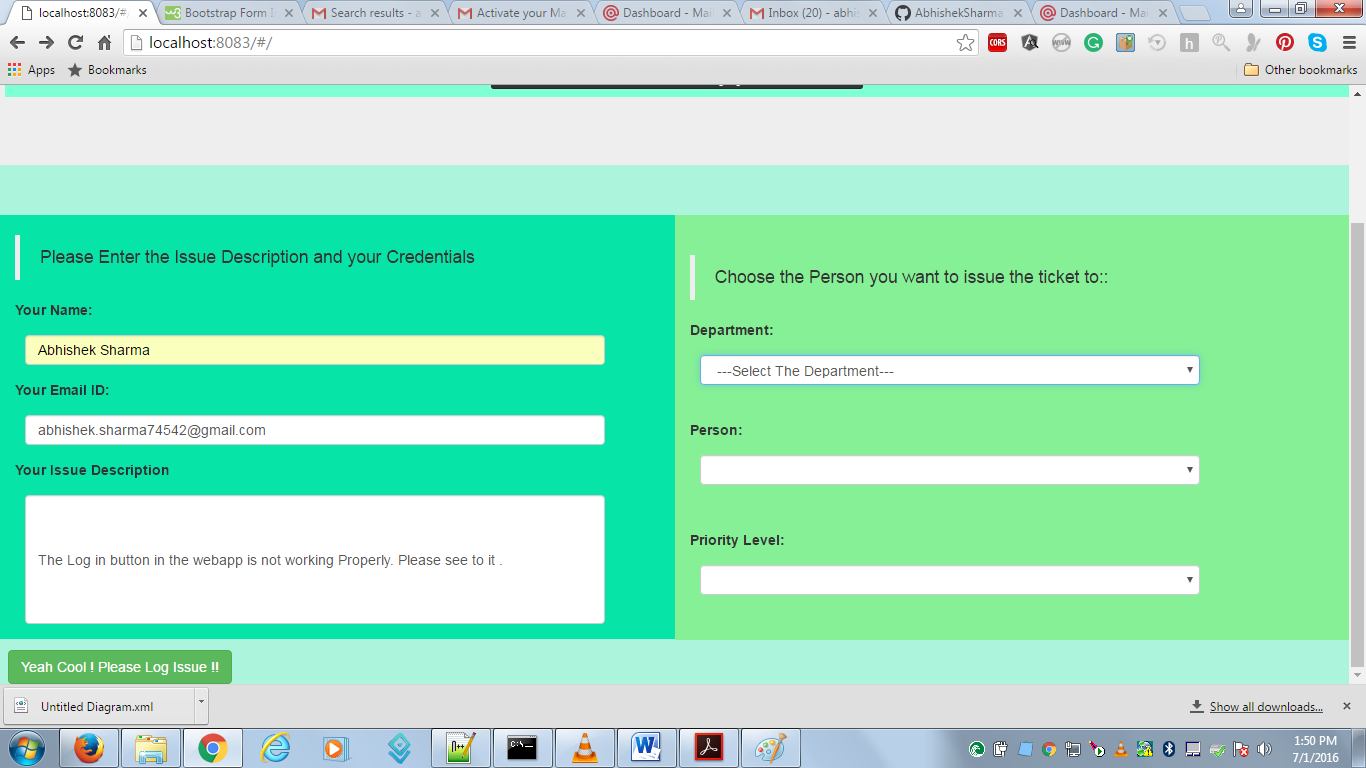 localhost:8083/#/
Bootstrap Form I
Search results - a
Activate your Ma
Dashboard - Mai
Inbox (20) - abhis
AbhishekSharma
Dashboard - Mai
localhost:8083/#/
CORS
Apps
Bookmarks
Other bookmarks
Please Enter the Issue Description and your Credentials
Your Name:
Abhishek Sharma
Your Email ID:
abhishek.sharma74542@gmail.com
Your Issue Description
The Log in button in the webapp is not working Properly. Please see to it .
Choose the Person you want to issue the ticket to::
Department:
---Select The Department---
Person:
Priority Level:
Yeah Cool ! Please Log Issue !!
Untitled Diagram.xml
Show all downloads...
1:50 PM
7/1/2016